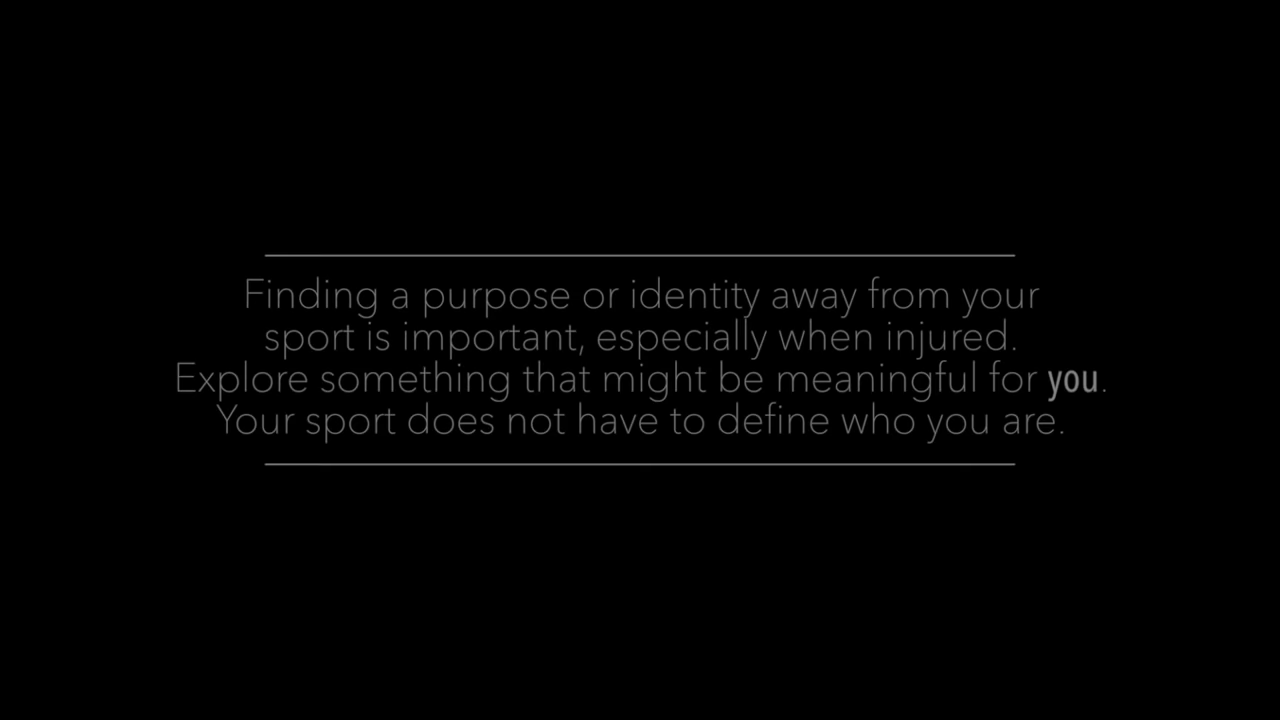 Finding a purpose or identity away from your
sport is important, especially when injured.
Explore something that might be meaningful for you.
Your sport does not have to define who you are.